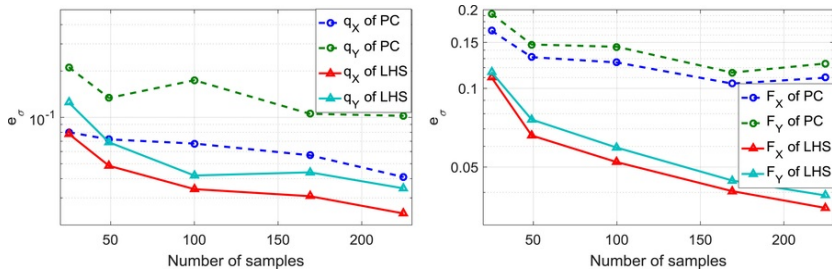 q_X of PC
q_Y of PC
q_X of LHS
q_Y of LHS
e_σ
10^-1
50
100
150
200
Number of samples
0.2
0.15
0.1
0.05
e_σ
F_X of PC
F_Y of PC
F_X of LHS
F_Y of LHS
50
100
150
200
Number of samples